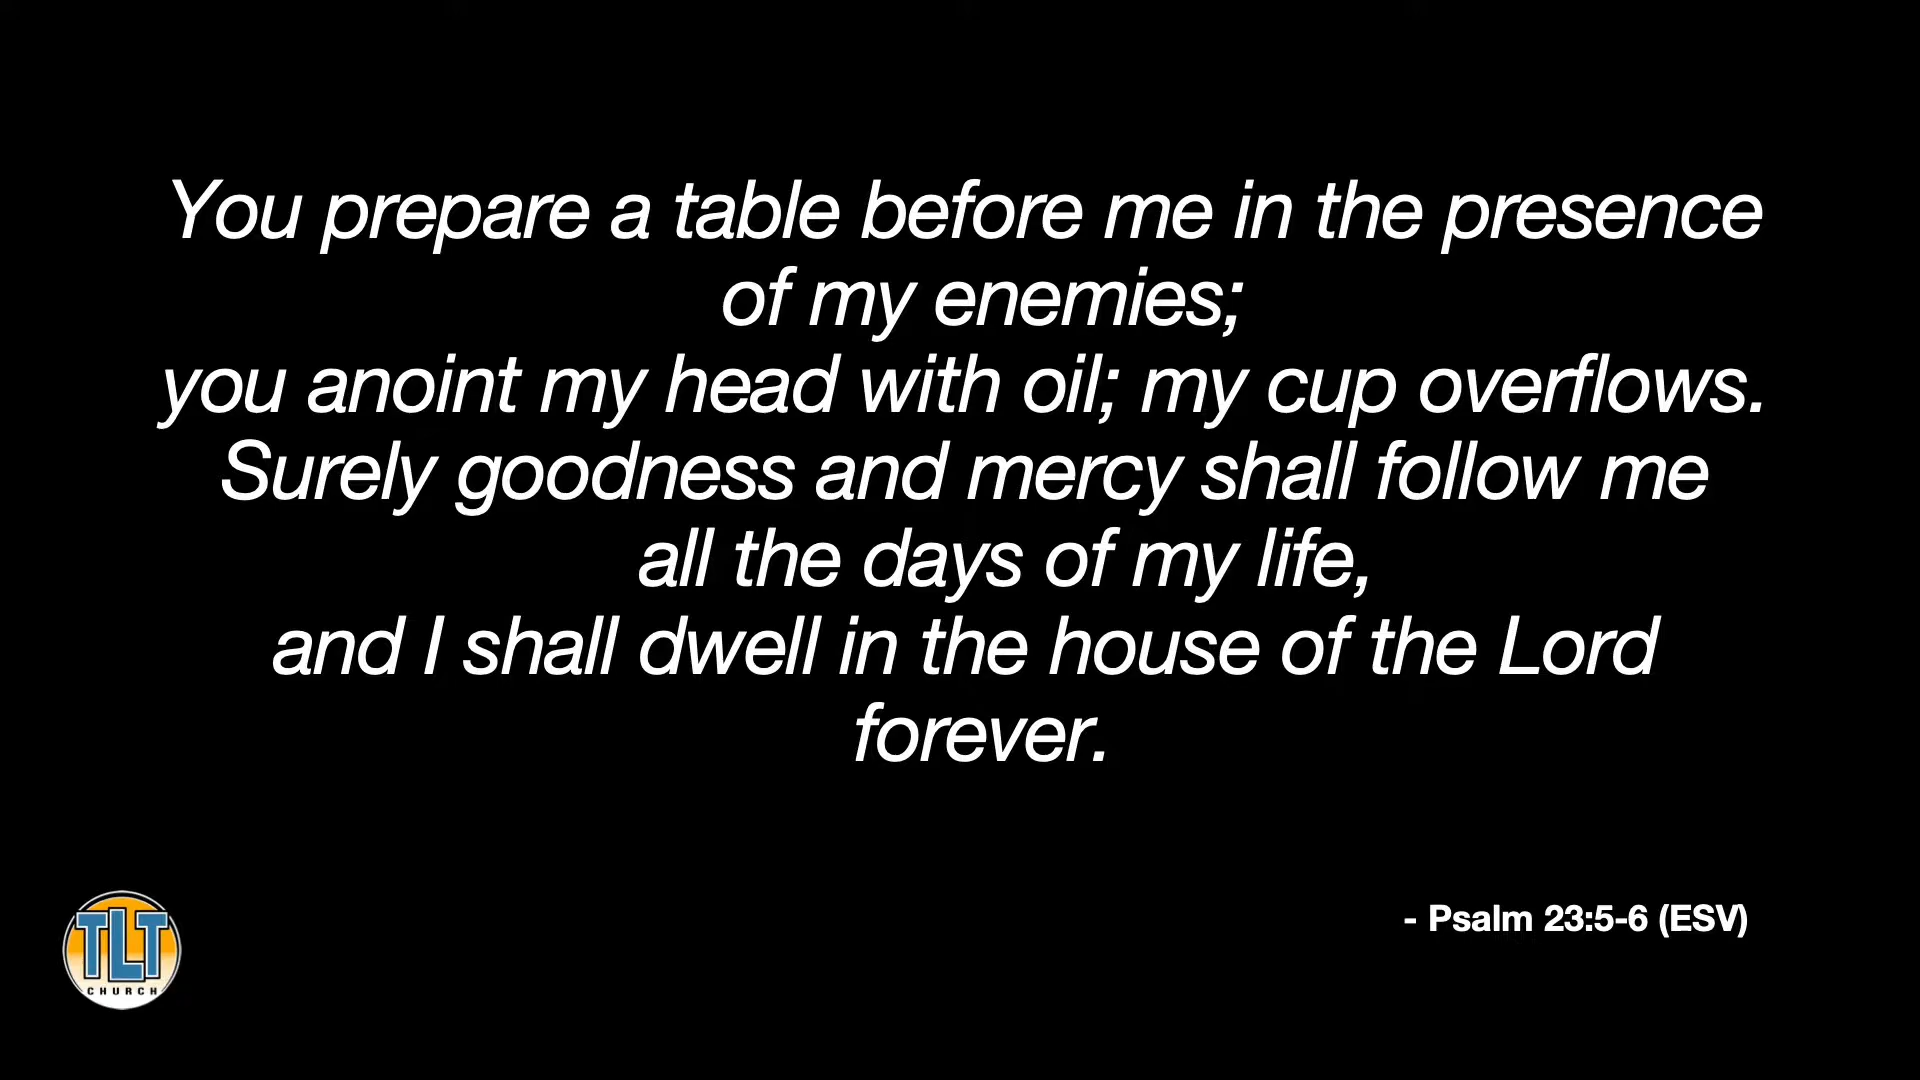 You prepare a table before me in the presence
of my enemies;
you anoint my head with oil; my cup overflows.
Surely goodness and mercy shall follow me
all the days of my life,
and I shall dwell in the house of the Lord
forever.
- Psalm 23:5-6 (ESV)
TLT
CHURCH